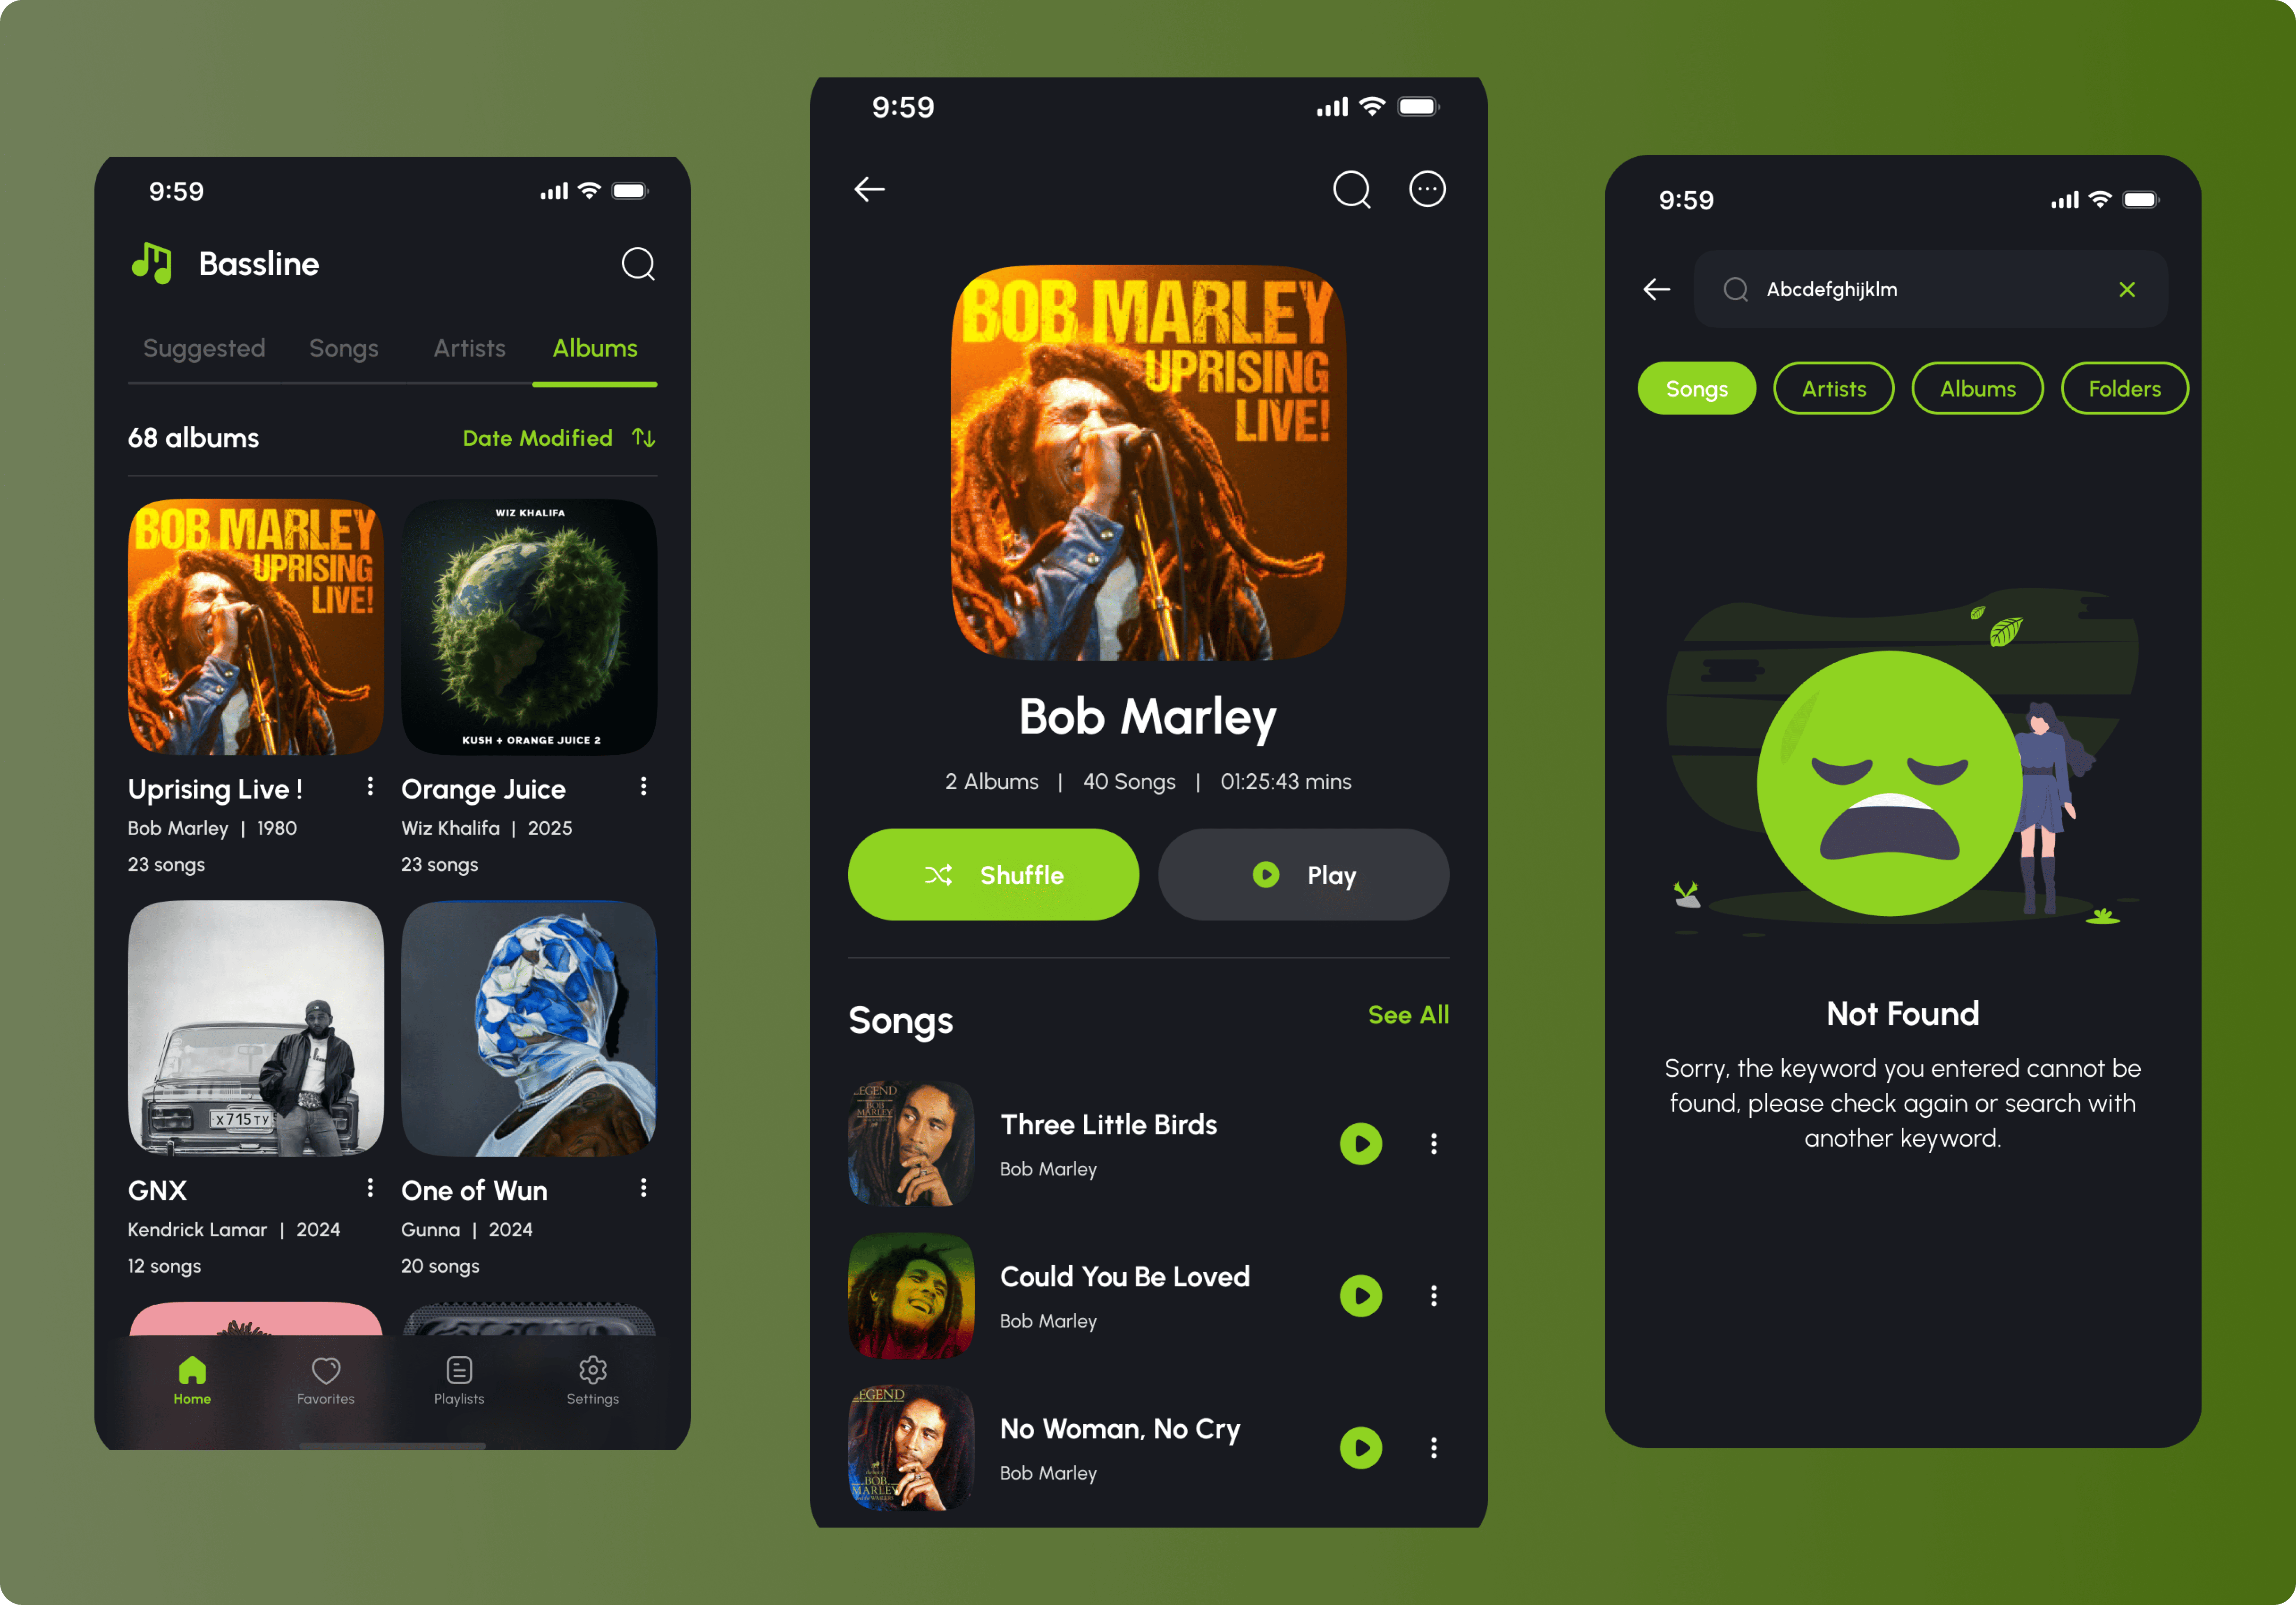 9:59
Bassline
Suggested Songs Artists Albums
68 albums Date Modified
BOB MARLEY
UPRISING
LIVE!
WIZ KHALIFA
KUSH + ORANGE JUICE 2
Uprising Live ! Orange Juice
Bob Marley | 1980 Wiz Khalifa | 2025
23 songs 23 songs
X715TY
GNX One of Wun
Kendrick Lamar | 2024 Gunna | 2024
12 songs 20 songs
Home Favorites Playlists Settings
9:59
BOB MARLEY
UPRISING
LIVE!
Bob Marley
2 Albums | 40 Songs | 01:25:43 mins
Shuffle Play
Songs See All
LEGEND
BOB
MARLEY
Three Little Birds
Bob Marley
Could You Be Loved
Bob Marley
LEGEND
BOB
MARLEY
No Woman, No Cry
Bob Marley
9:59
Abcdefghijklm
Songs Artists Albums Folders
Not Found
Sorry, the keyword you entered cannot be
found, please check again or search with
another keyword.